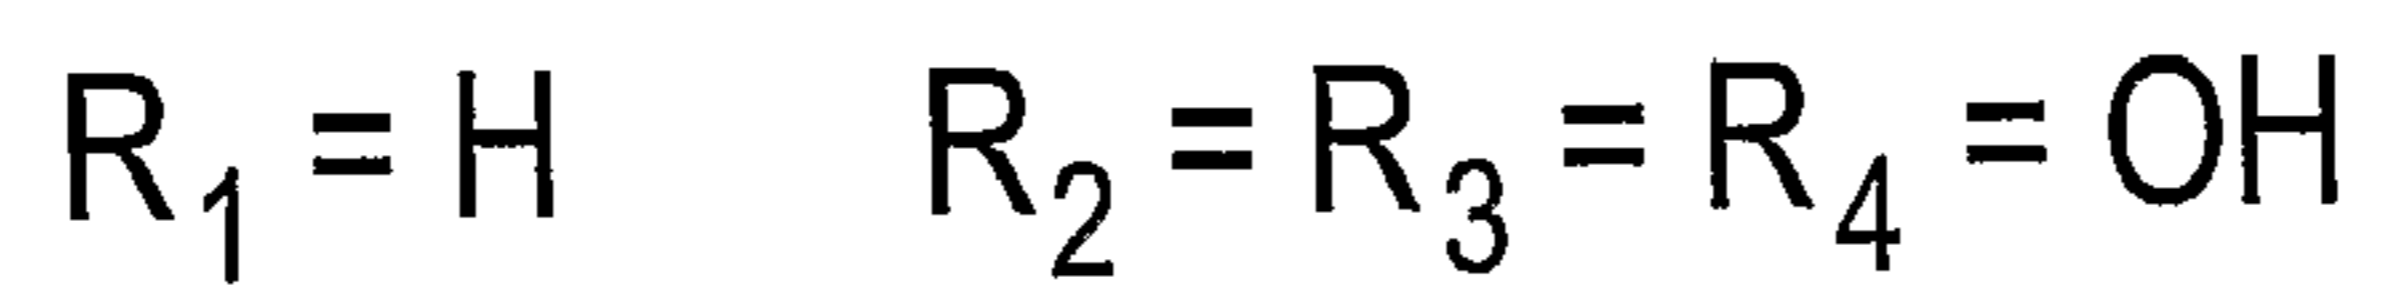 R₁ = H R₂ = R₃ = R₄ = OH